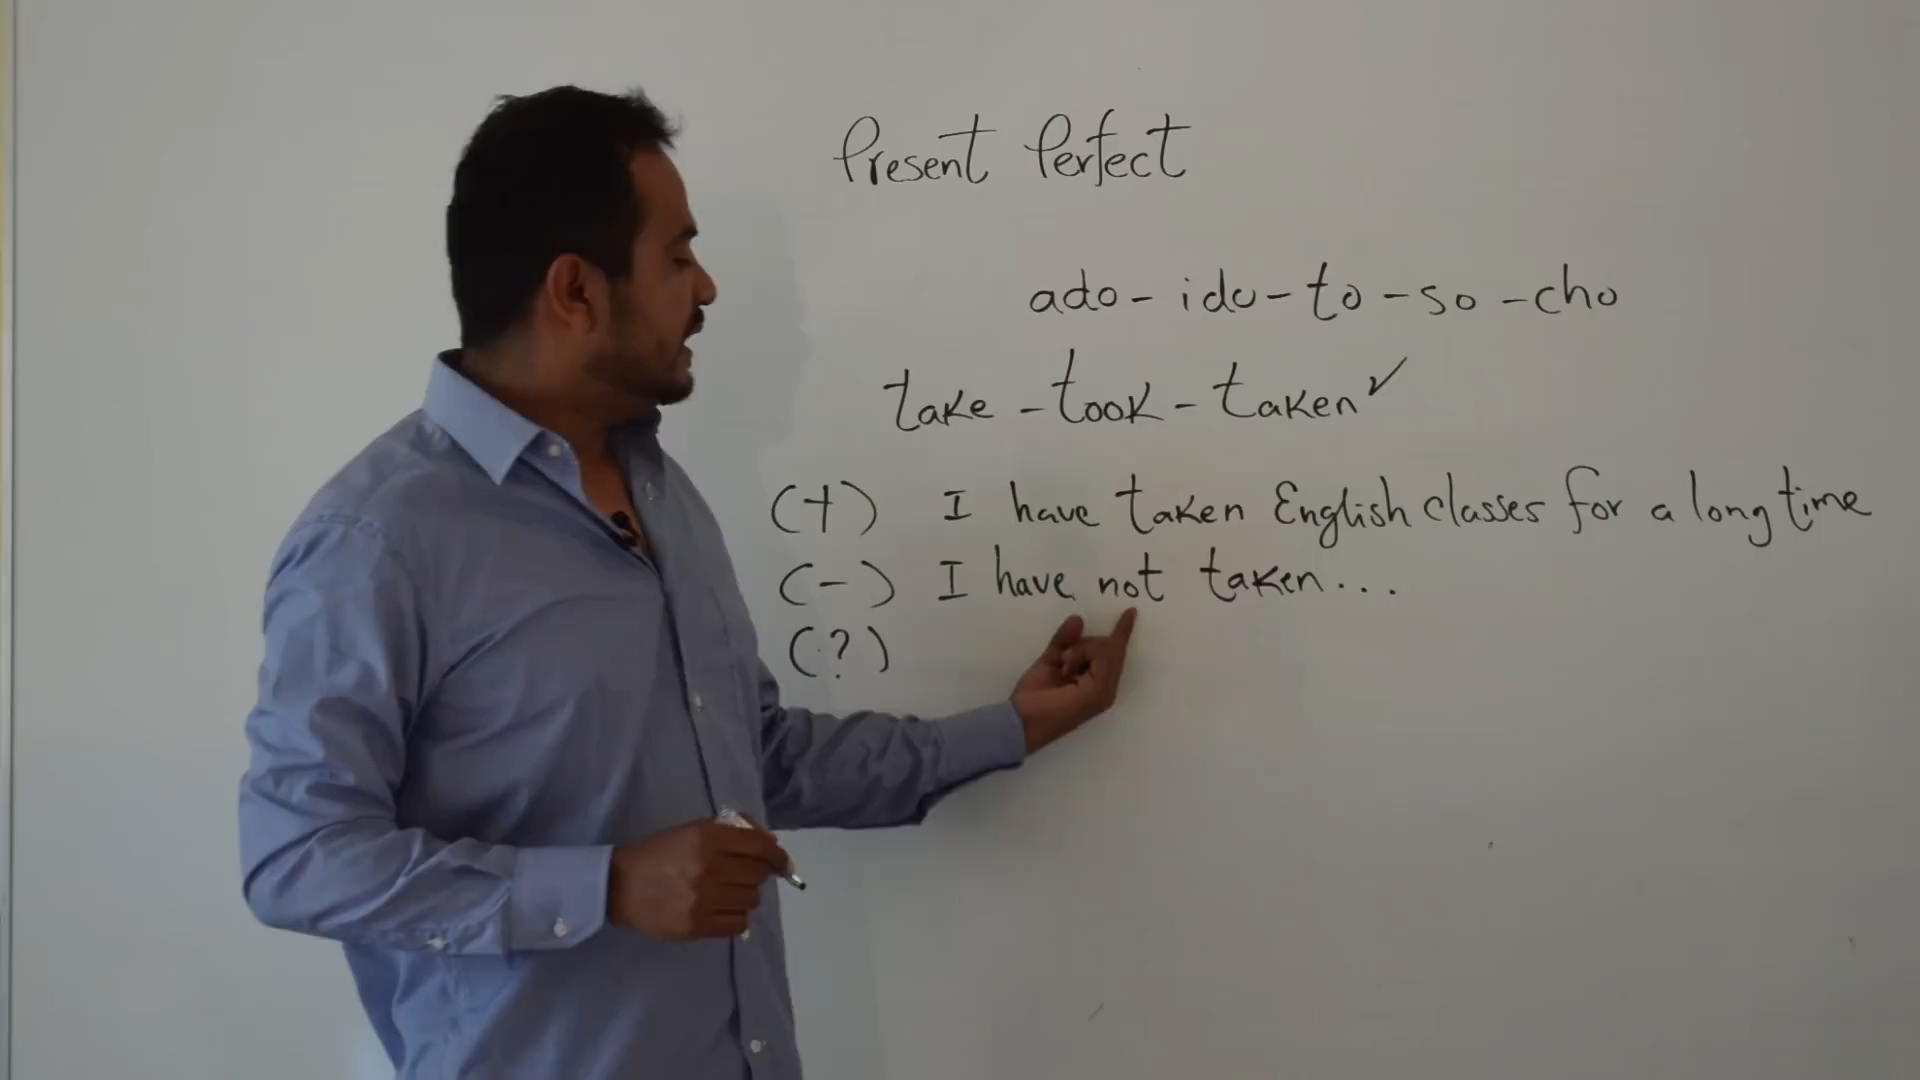 Present Perfect
ado - ido - to - so - cho
take - took - taken ✓
(+) I have taken English classes for a long time
(-) I have not taken...
(?)